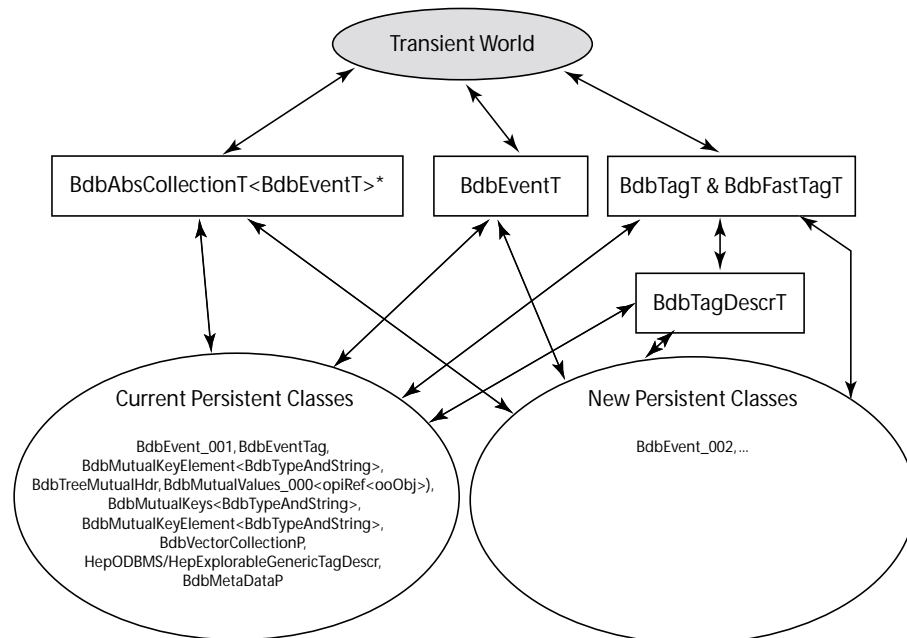 Transient World
BdbAbsCollectionT<BdbEventT>*
BdbEventT
BdbTagT & BdbFastTagT
BdbTagDescrT
Current Persistent Classes
BdbEvent_001, BdbEventTag,
BdbMutualKeyElement<BdbTypeAndString>,
BdbTreeMutualHdr, BdbMutualValues_000<opiRef<ooObj>),
BdbMutualKeys<BdbTypeAndString>,
BdbMutualKeyElement<BdbTypeAndString>,
BdbVectorCollectionP,
HepODBMS/HepExplorableGenericTagDescr,
BdbMetaDataP
New Persistent Classes
BdbEvent_002, ...